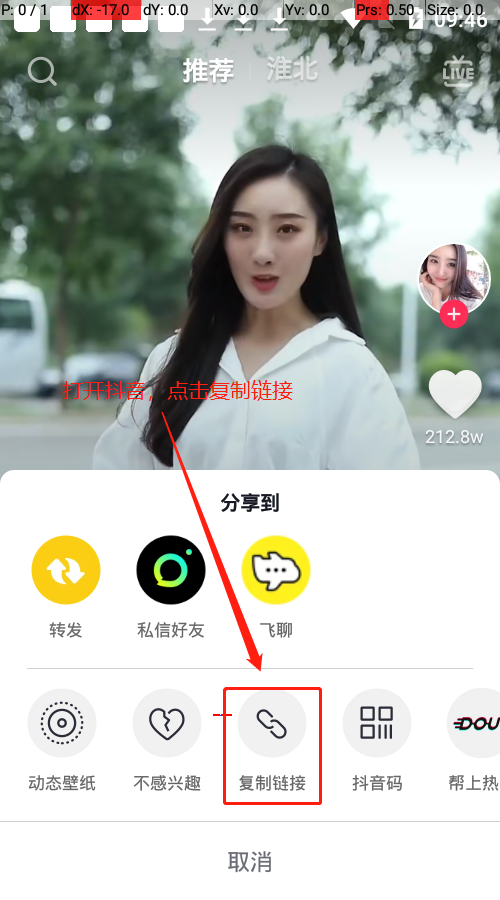 P: 0 / 1 dX: -17.0 dY: 0.0 Xv: 0.0 Yv: 0.0 Prs: 0.50 Size: 0.0
09:46
推荐 淮北 LIVE
212.8w
打开抖音，点击复制链接
分享到
转发 私信好友 飞聊
DOU
动态壁纸 不感兴趣 复制链接 抖音码 帮上热
取消